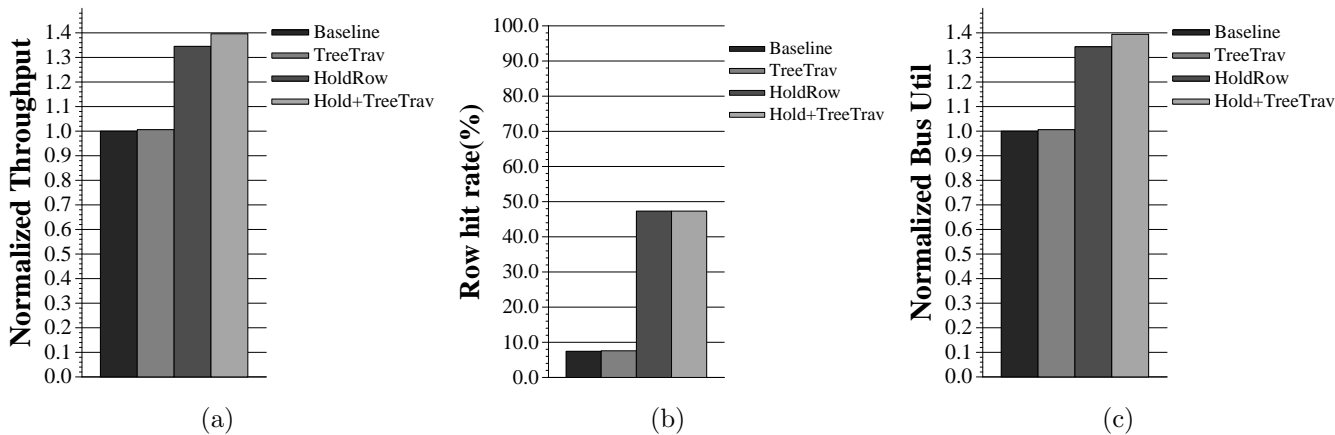 Normalized Throughput
1.4
1.3
1.2
1.1
1.0
0.9
0.8
0.7
0.6
0.5
0.4
0.3
0.2
0.1
0.0
Baseline
TreeTrav
HoldRow
Hold+TreeTrav
(a)
Row hit rate(%)
100.0
90.0
80.0
70.0
60.0
50.0
40.0
30.0
20.0
10.0
0.0
Baseline
TreeTrav
HoldRow
Hold+TreeTrav
(b)
Normalized Bus Util
1.4
1.3
1.2
1.1
1.0
0.9
0.8
0.7
0.6
0.5
0.4
0.3
0.2
0.1
0.0
Baseline
TreeTrav
HoldRow
Hold+TreeTrav
(c)